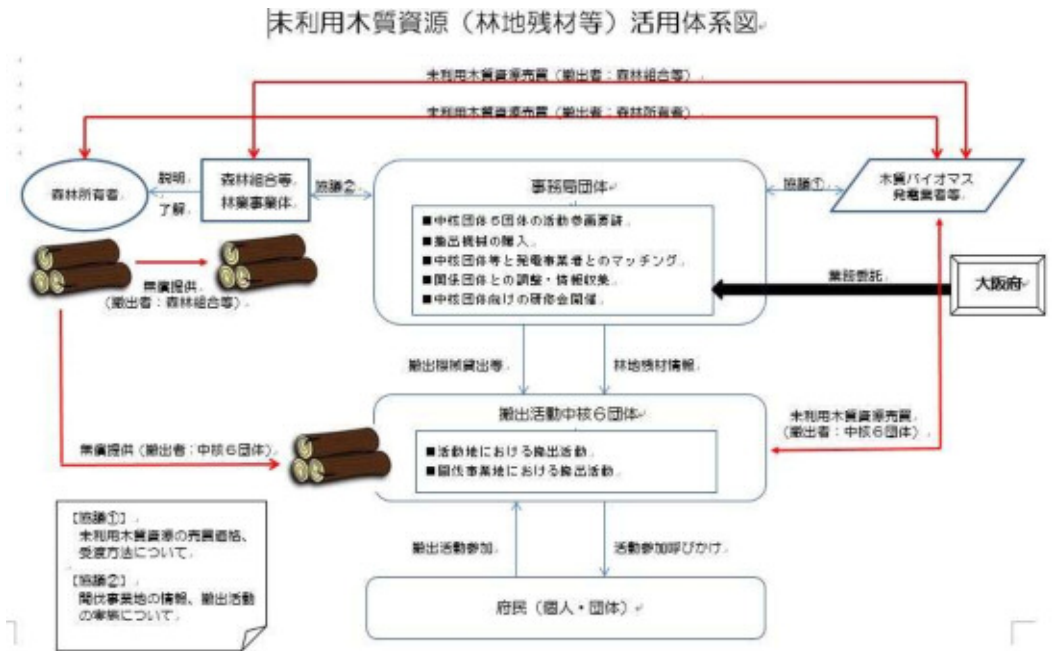 未利用木質資源（林地残材等）活用体系図
未利用木質資源売買（搬出者：森林組合等）
未利用木質資源売買（搬出者：森林所有者）
森林所有者
説明
了解
森林組合等
林業事業体
協議②
事務局団体
■中核団体６団体の活動参画要請
■搬出機械の購入
■中核団体等と発電事業者とのマッチング
■関係団体との調整・情報収集
■中核団体向けの研修会開催
協議①
木質バイオマス
発電業者等
業務委託
大阪府
無償提供
（搬出者：森林組合等）
搬出機械貸出等
林地残材情報
搬出活動中核６団体
■活動地における搬出活動
■間伐事業地における搬出活動
未利用木質資源売買
（搬出者：中核６団体）
無償提供（搬出者：中核６団体）
搬出活動参加
活動参加呼びかけ
府民（個人・団体）
【協議①】
未利用木質資源の売買価格、
受渡方法について
【協議②】
間伐事業地の情報、搬出活動
の実施について